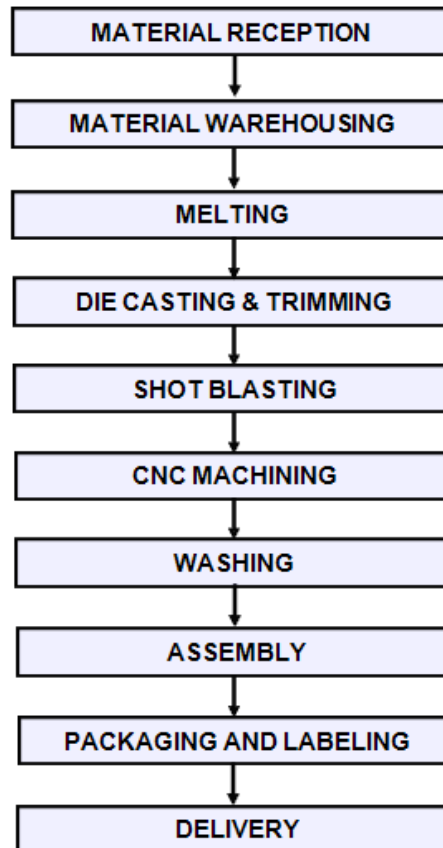 MATERIAL RECEPTION
MATERIAL WAREHOUSING
MELTING
DIE CASTING & TRIMMING
SHOT BLASTING
CNC MACHINING
WASHING
ASSEMBLY
PACKAGING AND LABELING
DELIVERY